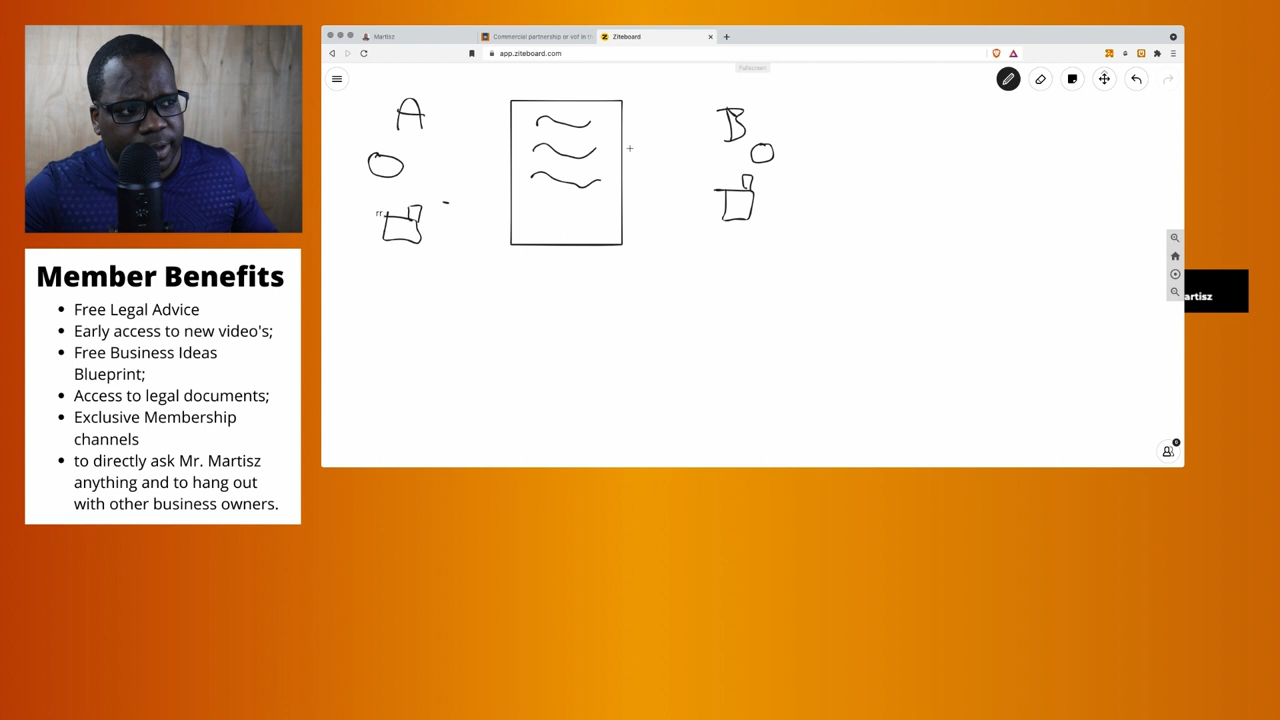 Martisz
Commercial partnership or vof in th
Ziteboard
app.ziteboard.com
Fullscreen
A
B
artisz
Member Benefits
Free Legal Advice
Early access to new video's;
Free Business Ideas
Blueprint;
Access to legal documents;
Exclusive Membership
channels
to directly ask Mr. Martisz
anything and to hang out
with other business owners.